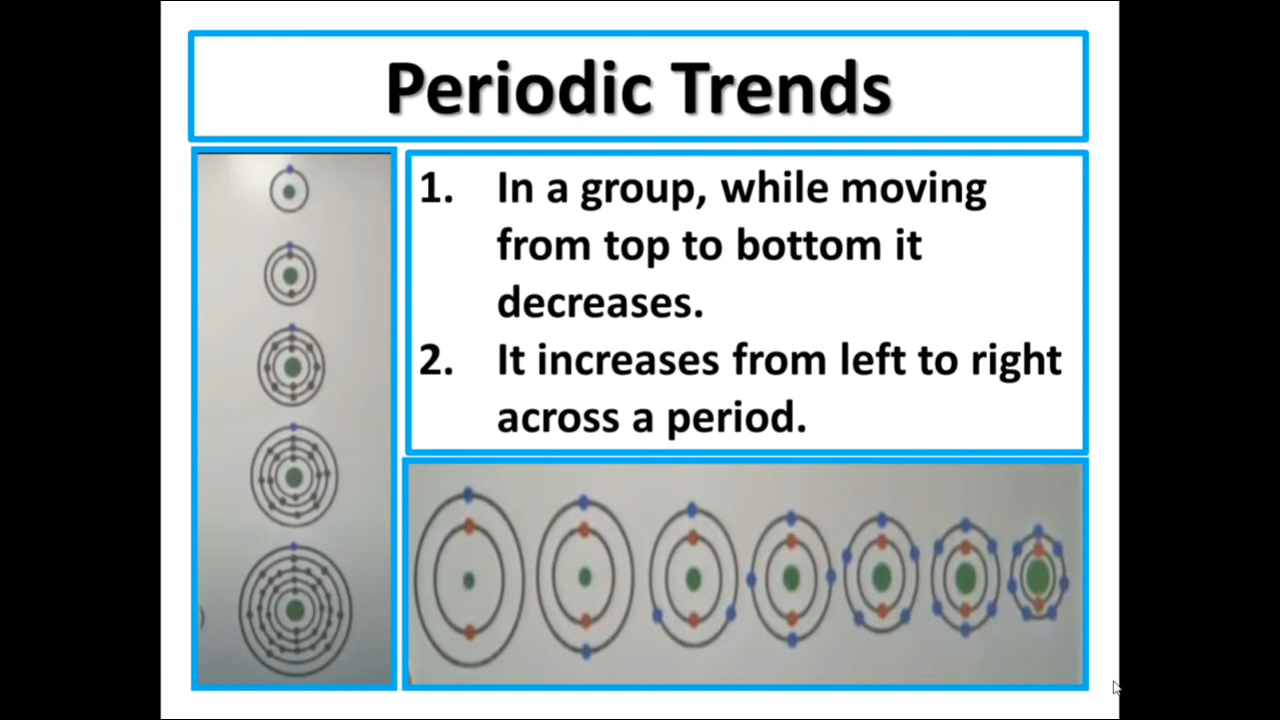 Periodic Trends
1. In a group, while moving
from top to bottom it
decreases.
2. It increases from left to right
across a period.